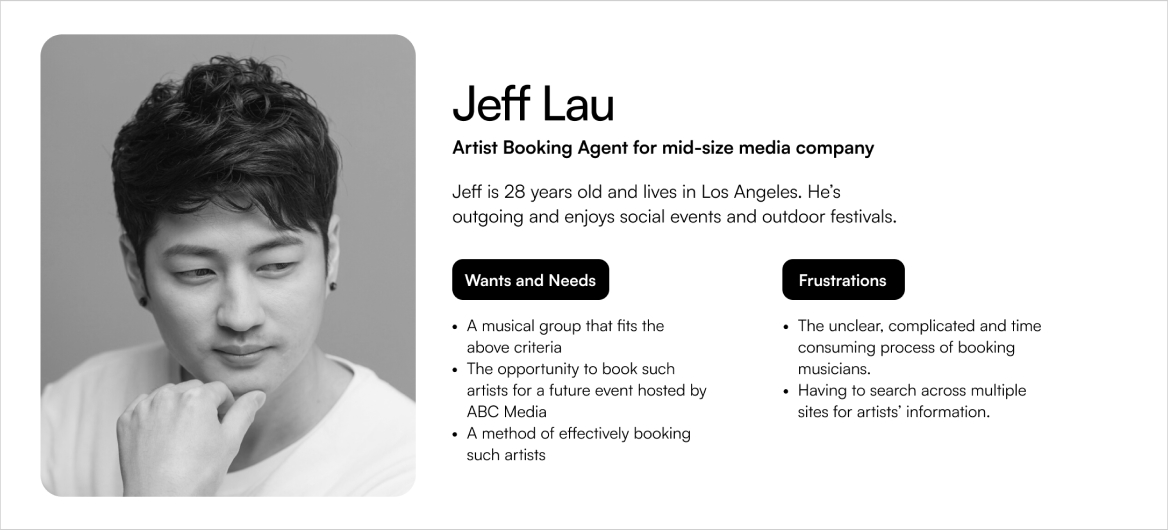 Jeff Lau
Artist Booking Agent for mid-size media company
Jeff is 28 years old and lives in Los Angeles. He’s
outgoing and enjoys social events and outdoor festivals.
Wants and Needs
• A musical group that fits the
above criteria
• The opportunity to book such
artists for a future event hosted by
ABC Media
• A method of effectively booking
such artists
Frustrations
• The unclear, complicated and time
consuming process of booking
musicians.
• Having to search across multiple
sites for artists’ information.